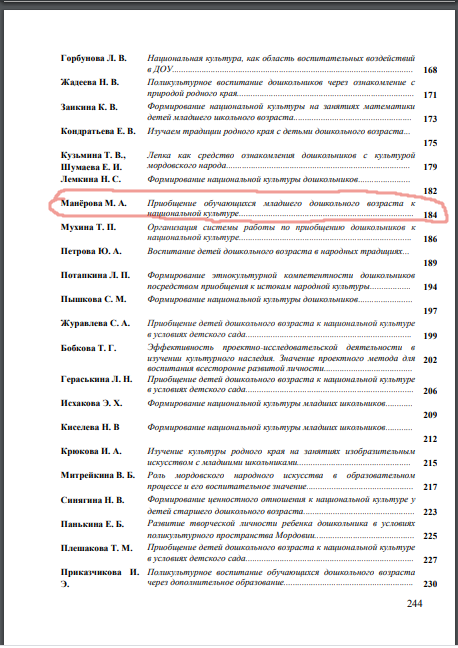 Горбунова Л. В. Национальная культура, как область воспитательных воздействий
в ДОУ 168
Жадеева Н. В. Поликультурное воспитание дошкольников через ознакомление с
природой родного края 171
Заикина К. В. Формирование национальной культуры на занятиях математики
детей младшего школьного возраста 173
Кондратьева Е. В. Изучаем традиции родного края с детьми дошкольного возраста...
175
Кузьмина Т. В., Лепка как средство ознакомления дошкольников с культурой
Шумаева Е. И. мордовского народа 179
Лемкина Н. С. Формирование национальной культуры дошкольников
182
Манёрова М. А. Приобщение обучающихся младшего дошкольного возраста к
национальной культуре 184
Мухина Т. П. Организация системы работы по приобщению дошкольников к
национальной культуре 186
Петрова Ю. А. Воспитание детей дошкольного возраста в народных традициях...
189
Потапкина Л. П. Формирование этнокультурной компетентности дошкольников
посредством приобщения к истокам народной культуры 194
Пышкова С. М. Формирование национальной культуры дошкольников
197
Журавлева С. А. Приобщение детей дошкольного возраста к национальной культуре
в условиях детского сада 199
Бобкова Т. Г. Эффективность проектно-исследовательской деятельности в
изучении культурного наследия. Значение проектного метода для 202
воспитания всесторонне развитой личности
Гераськина Л. Н. Приобщение детей дошкольного возраста к национальной культуре
в условиях детского сада 206
Исхакова Э. Х. Формирование национальной культуры младших школьников
209
Киселева Н. В Формирование национальной культуры младших школьников
212
Крюкова И. А. Изучение культуры родного края на занятиях изобразительным
искусством с младшими школьниками 215
Митрейкина В. Б. Роль мордовского народного искусства в образовательном
процессе и его воспитательное значение 217
Синягина Н. В. Формирование ценностного отношения к национальной культуре у
детей старшего дошкольного возраста 223
Панькина Е. Б. Развитие творческой личности ребенка дошкольника в условиях
поликультурного пространства Мордовии 225
Плешакова Т. М. Приобщение детей дошкольного возраста к национальной культуре
в условиях детского сада 227
Приказчикова И. Поликультурное воспитание обучающихся дошкольного возраста
Э. через дополнительное образование 230
244